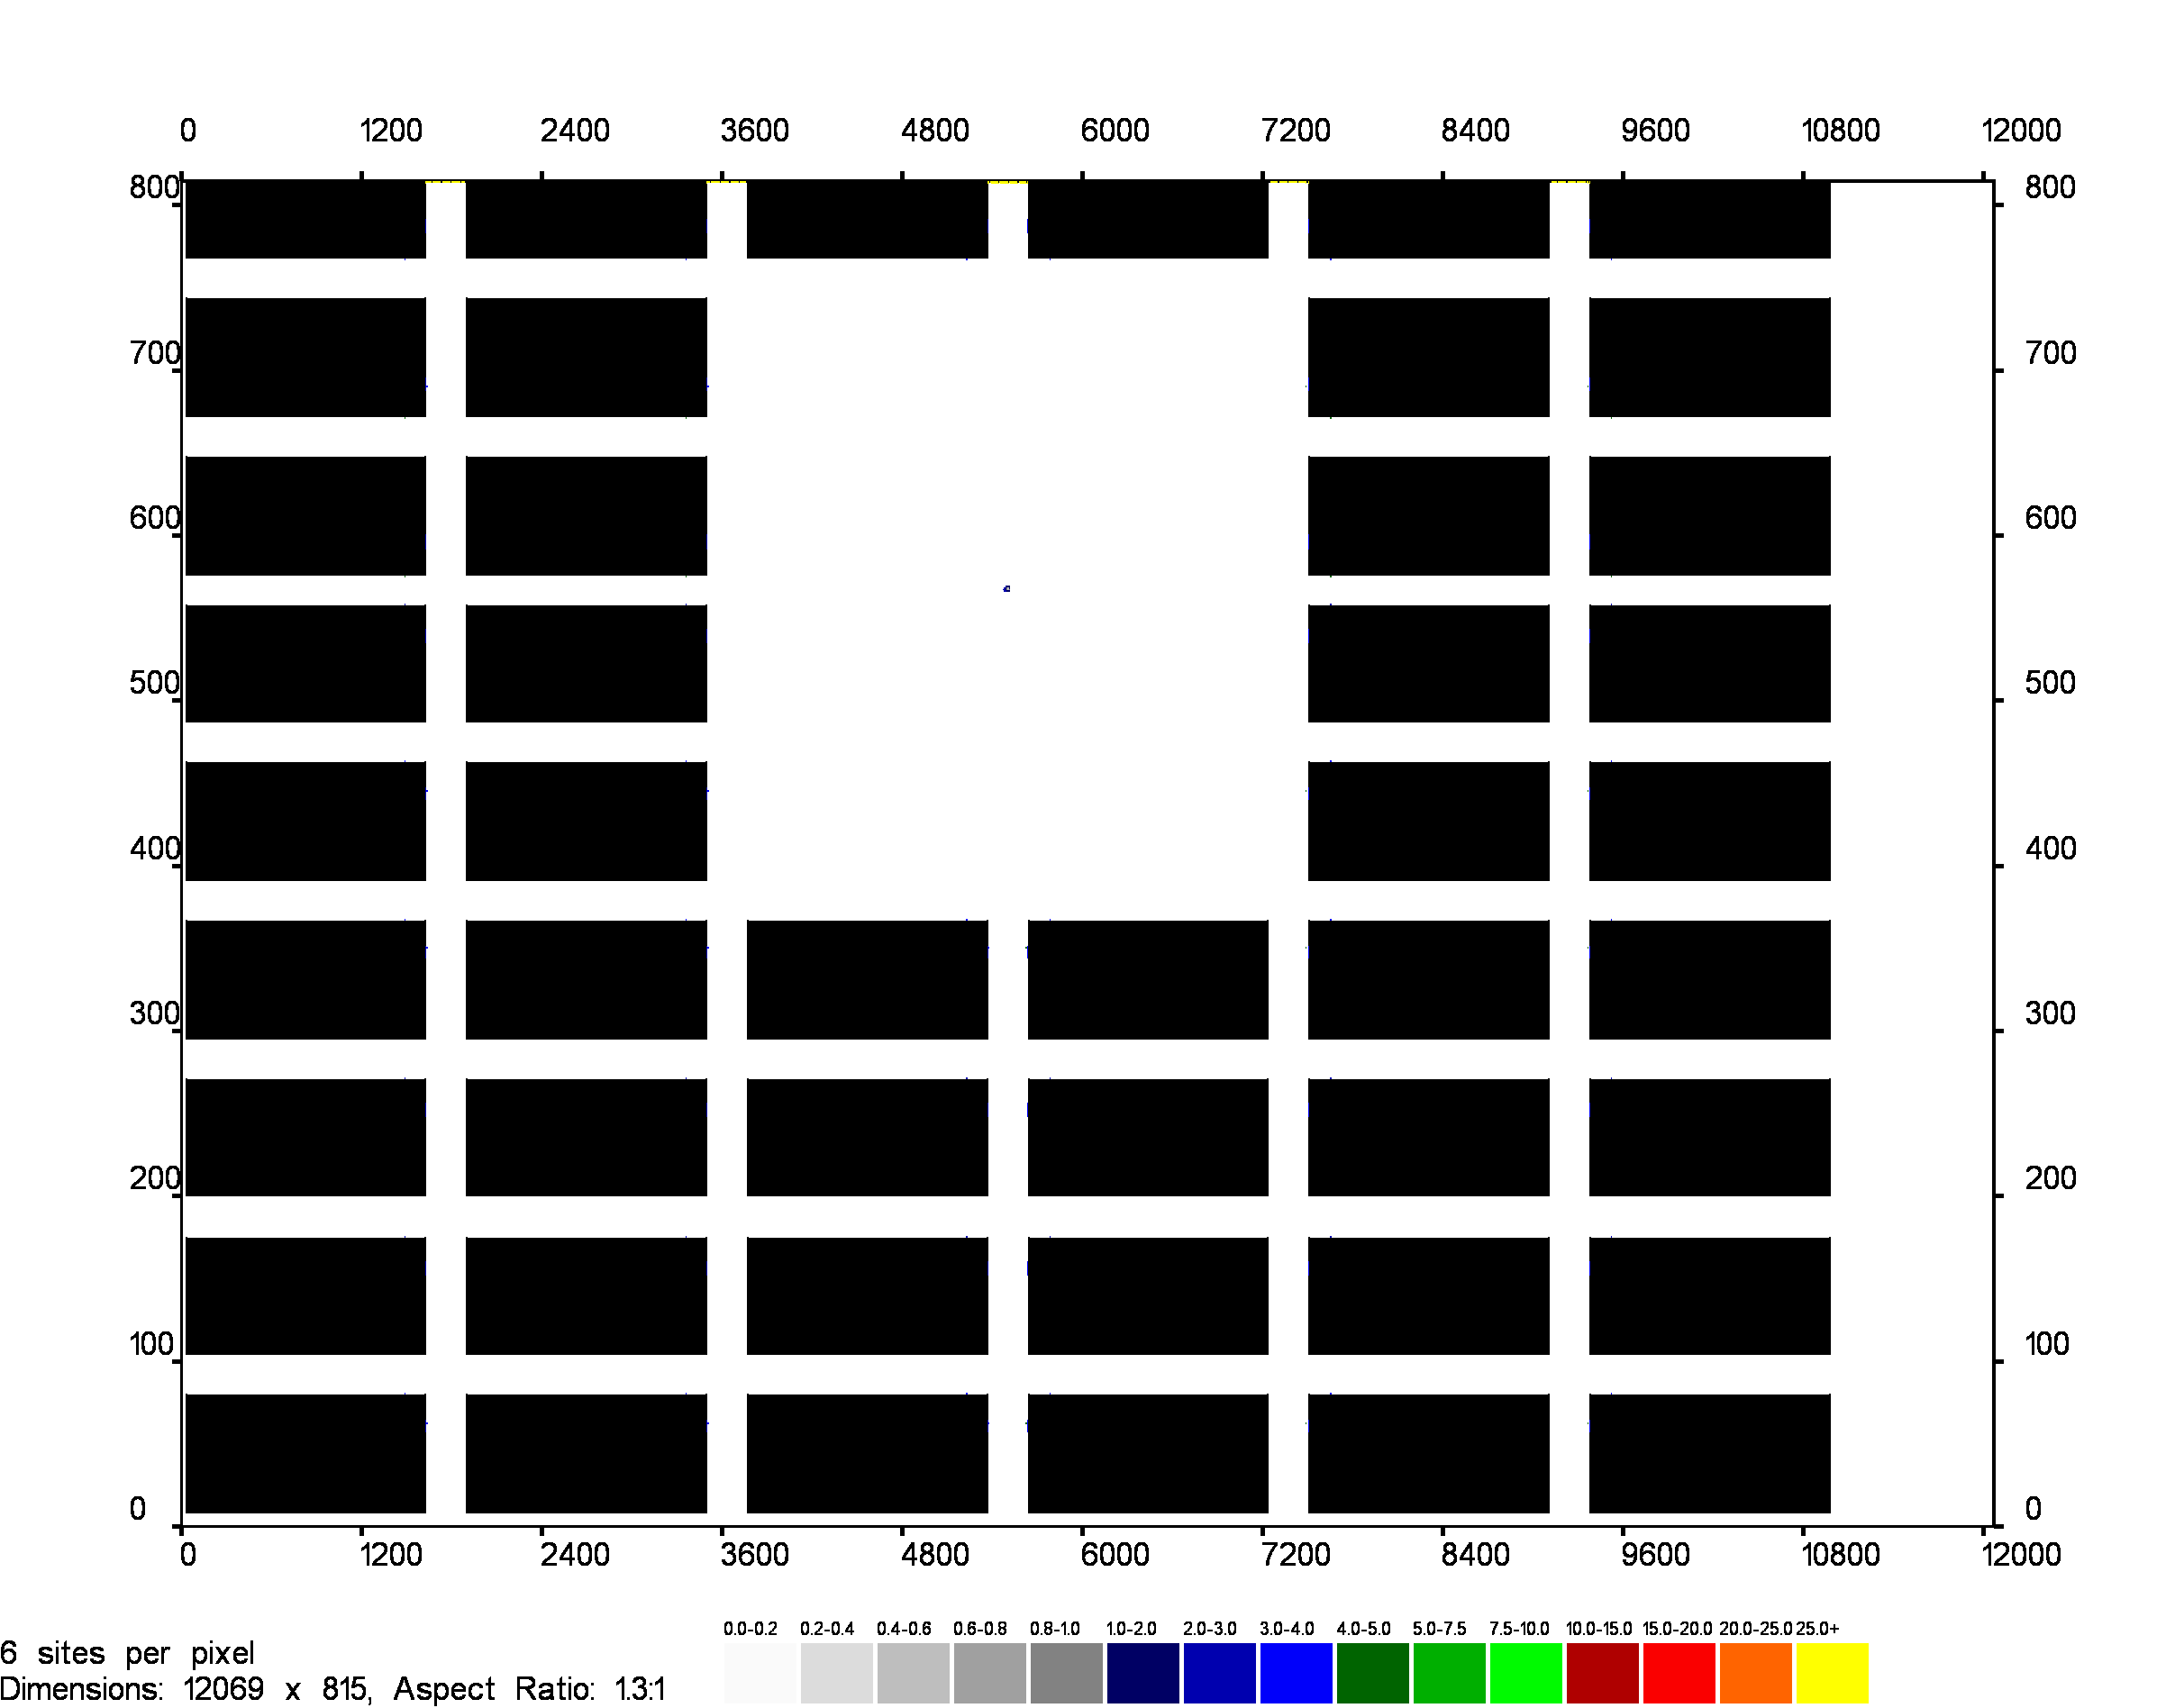 0 1200 2400 3600 4800 6000 7200 8400 9600 10800 12000
800 800
700 700
600 600
500 500
400 400
300 300
200 200
100 100
0 0
0 1200 2400 3600 4800 6000 7200 8400 9600 10800 12000
0.0-0.2 0.2-0.4 0.4-0.6 0.6-0.8 0.8-1.0 1.0-2.0 2.0-3.0 3.0-4.0 4.0-5.0 5.0-7.5 7.5-10.0 10.0-15.0 15.0-20.0 20.0-25.0 25.0+
6 sites per pixel
Dimensions: 12069 x 815, Aspect Ratio: 1.3:1